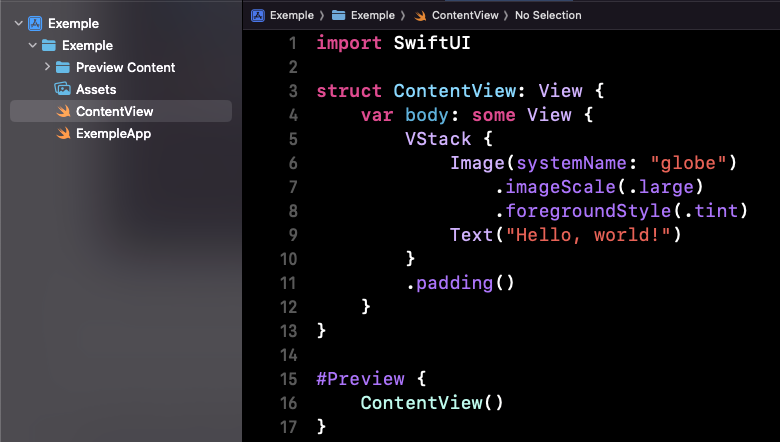 Exemple
Exemple
Preview Content
Assets
ContentView
ExempleApp
Exemple 〉 Exemple 〉 ContentView 〉 No Selection
1 import SwiftUI
2
3 struct ContentView: View {
4     var body: some View {
5         VStack {
6             Image(systemName: "globe")
7                 .imageScale(.large)
8                 .foregroundStyle(.tint)
9             Text("Hello, world!")
10         }
11         .padding()
12     }
13 }
14
15 #Preview {
16     ContentView()
17 }